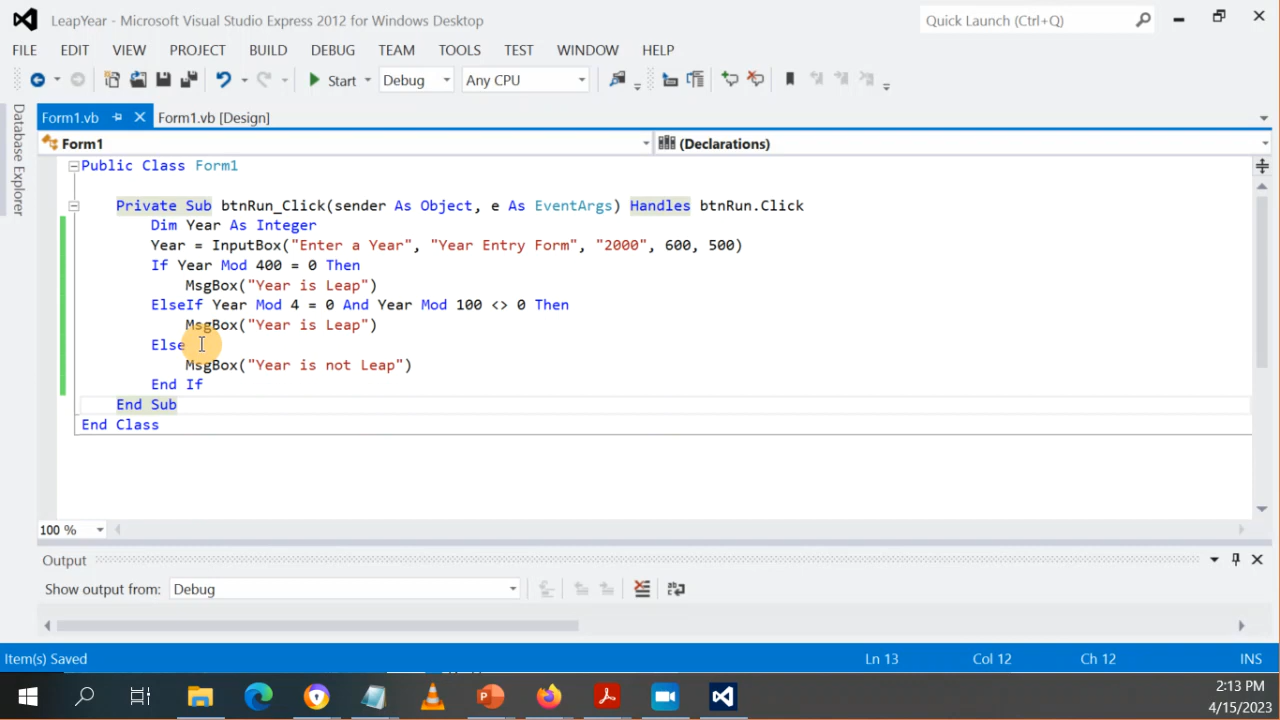 LeapYear - Microsoft Visual Studio Express 2012 for Windows Desktop
Quick Launch (Ctrl+Q)
FILE EDIT VIEW PROJECT BUILD DEBUG TEAM TOOLS TEST WINDOW HELP
Start Debug Any CPU
Database Explorer
Form1.vb Form1.vb [Design]
Form1 (Declarations)
Public Class Form1
Private Sub btnRun_Click(sender As Object, e As EventArgs) Handles btnRun.Click
Dim Year As Integer
Year = InputBox("Enter a Year", "Year Entry Form", "2000", 600, 500)
If Year Mod 400 = 0 Then
MsgBox("Year is Leap")
ElseIf Year Mod 4 = 0 And Year Mod 100 <> 0 Then
MsgBox("Year is Leap")
Else
MsgBox("Year is not Leap")
End If
End Sub
End Class
100 %
Output
Show output from: Debug
Item(s) Saved Ln 13 Col 12 Ch 12 INS
2:13 PM
4/15/2023